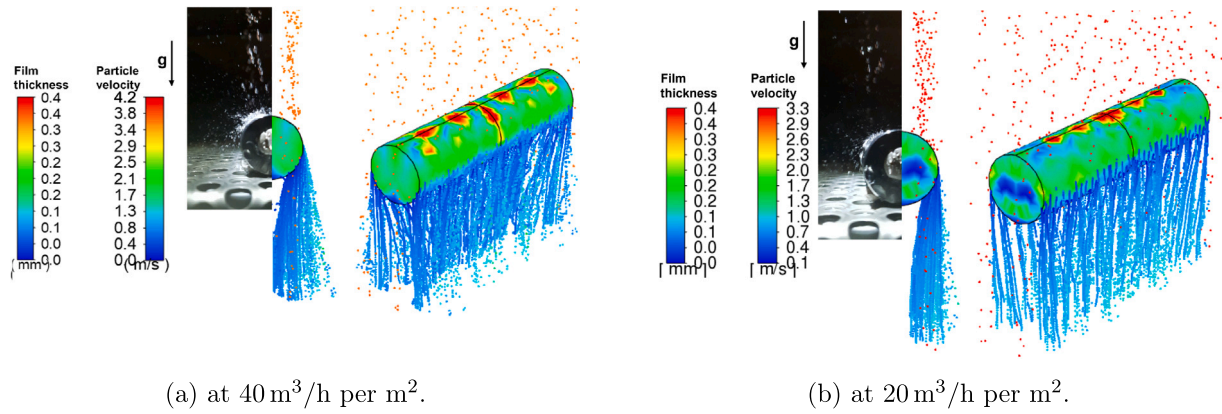 g
Film
thickness
0.4
0.4
0.3
0.3
0.2
0.2
0.2
0.1
0.1
0.0
0.0
mm
Particle
velocity
4.2
3.8
3.4
2.9
2.5
2.1
1.7
1.3
0.8
0.4
0.0
(m/s)
(a) at 40 m³/h per m².
g
Film
thickness
0.4
0.4
0.3
0.3
0.2
0.2
0.2
0.1
0.1
0.0
0.0
[mm]
Particle
velocity
3.3
3.0
2.6
2.3
2.0
1.7
1.3
1.0
0.7
0.4
0.1
[m/s]
(b) at 20 m³/h per m².